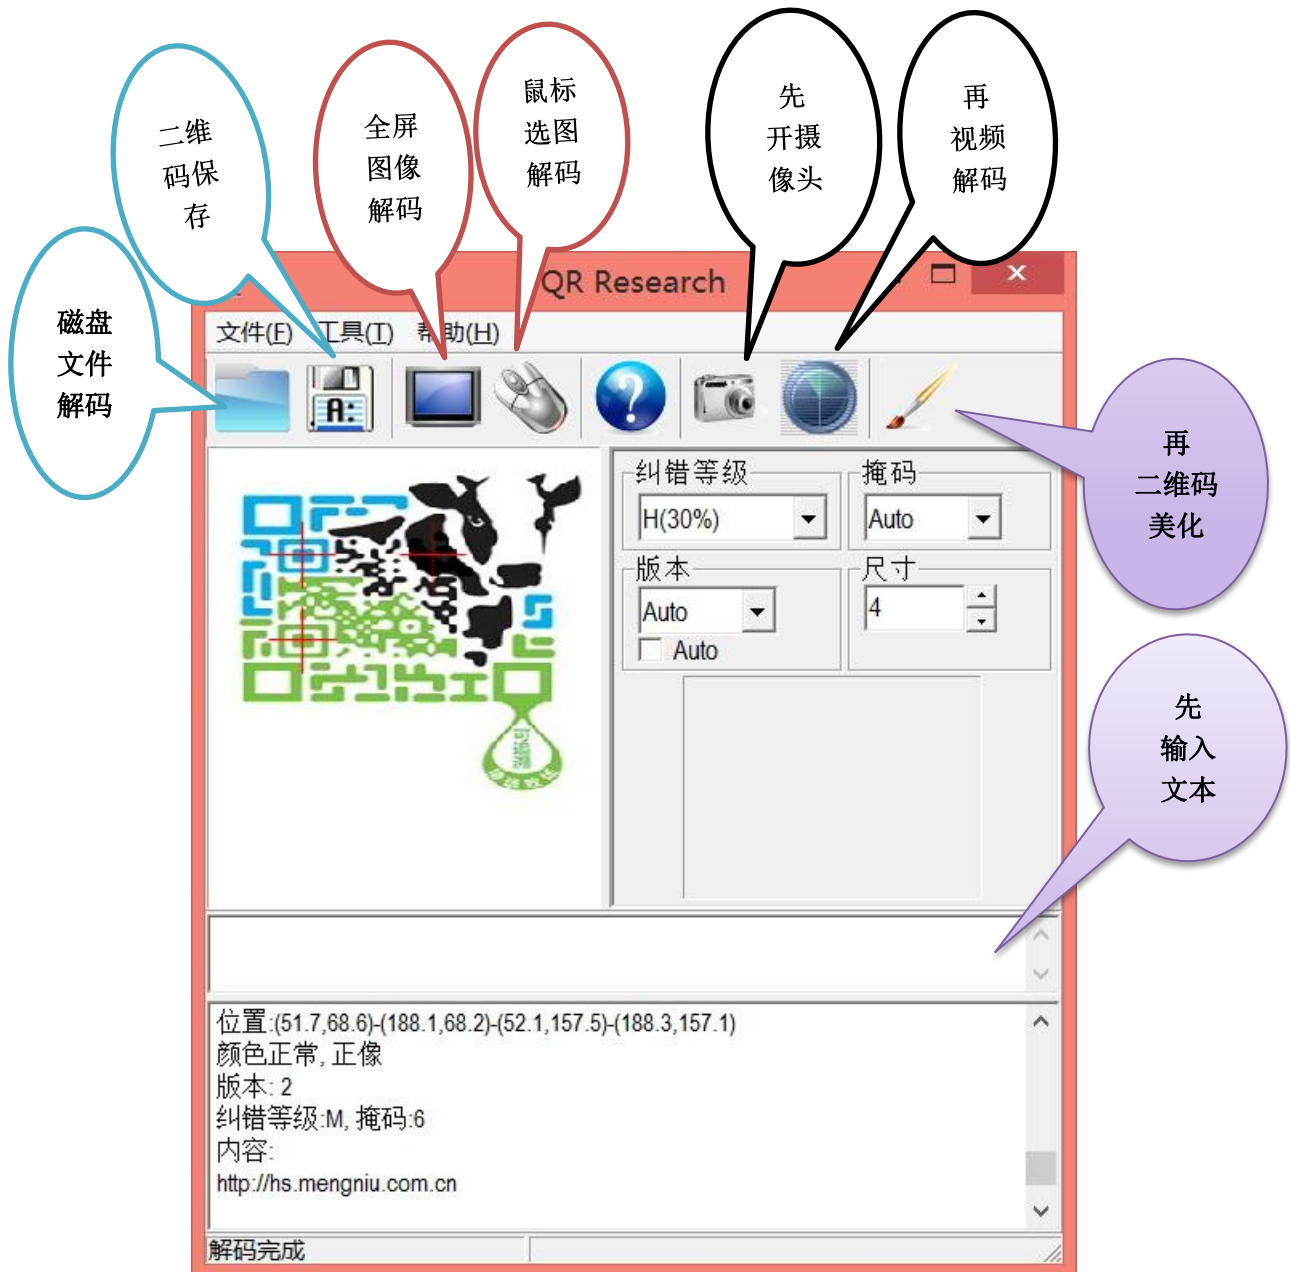 先
再
鼠标
选图
解码
二维
码保
存
全屏
图像
解码
开摄
像头
视频
解码
磁盘
文件
解码
QR Research
文件(F) 工具(T) 帮助(H)
A:
再
二维码
美化
纠错等级
掩码
H(30%)
Auto
版本
尺寸
Auto
4
Auto
先
输入
文本
位置:(51.7,68.6)-(188.1,68.2)-(52.1,157.5)-(188.3,157.1)
颜色正常, 正像
版本: 2
纠错等级:M, 掩码:6
内容:
http://hs.mengniu.com.cn
解码完成